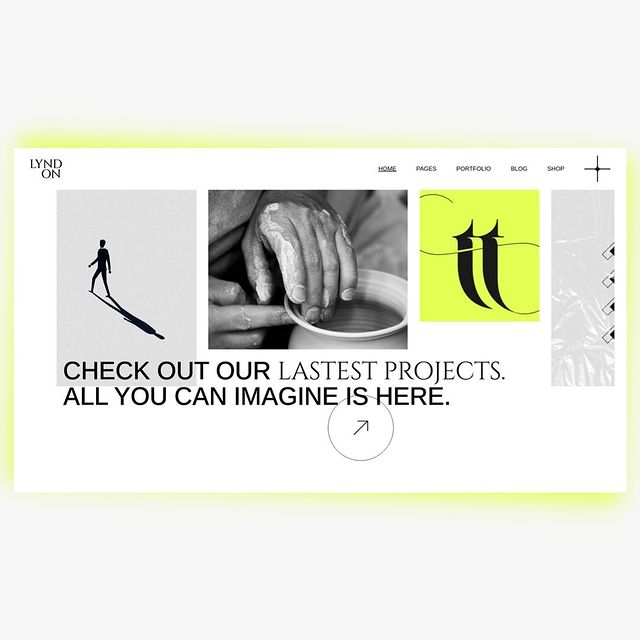 LYND
ON
HOME PAGES PORTFOLIO BLOG SHOP
tt
CHECK OUT OUR LASTEST PROJECTS.
ALL YOU CAN IMAGINE IS HERE.